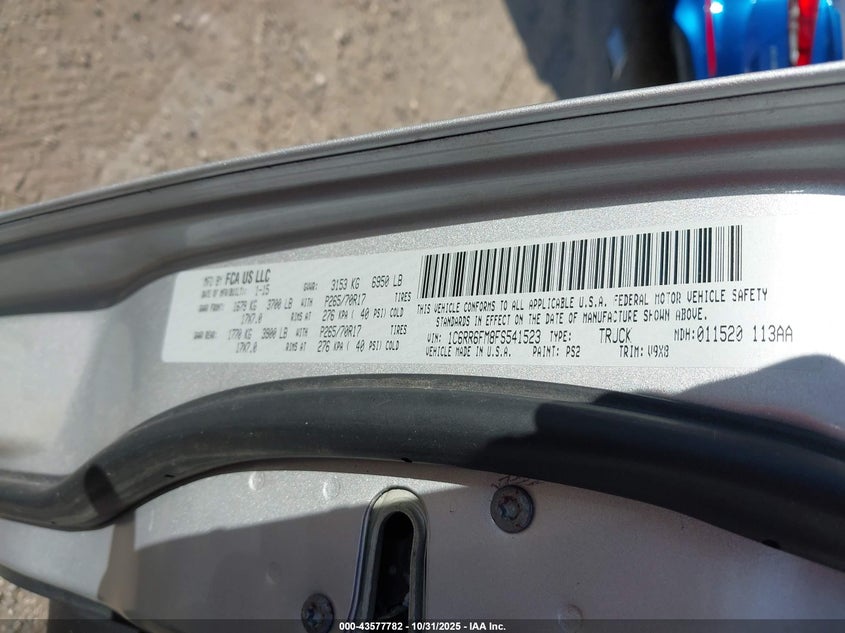 MFD BY FCA US LLC
DATE OF MFR/BUILT: 1-15 GVWR: 3153 KG 6950 LB
GAWR FRONT: 1679 KG 3700 LB WITH P265/70R17 TIRES
17X7.0 RIMS AT 276 KPA ( 40 PSI) COLD
GAWR REAR: 1770 KG 3900 LB WITH P265/70R17 TIRES
17X7.0 RIMS AT 276 KPA ( 40 PSI) COLD
THIS VEHICLE CONFORMS TO ALL APPLICABLE U.S.A. FEDERAL MOTOR VEHICLE SAFETY
STANDARDS IN EFFECT ON THE DATE OF MANUFACTURE SHOWN ABOVE.
VIN: 1C6RR6FM8FS541523 TYPE: TRUCK MDH:011520 113AA
VEHICLE MADE IN U.S.A. PAINT: PS2 TRIM: V9X8
000-43577782 - 10/31/2025 - IAA Inc.